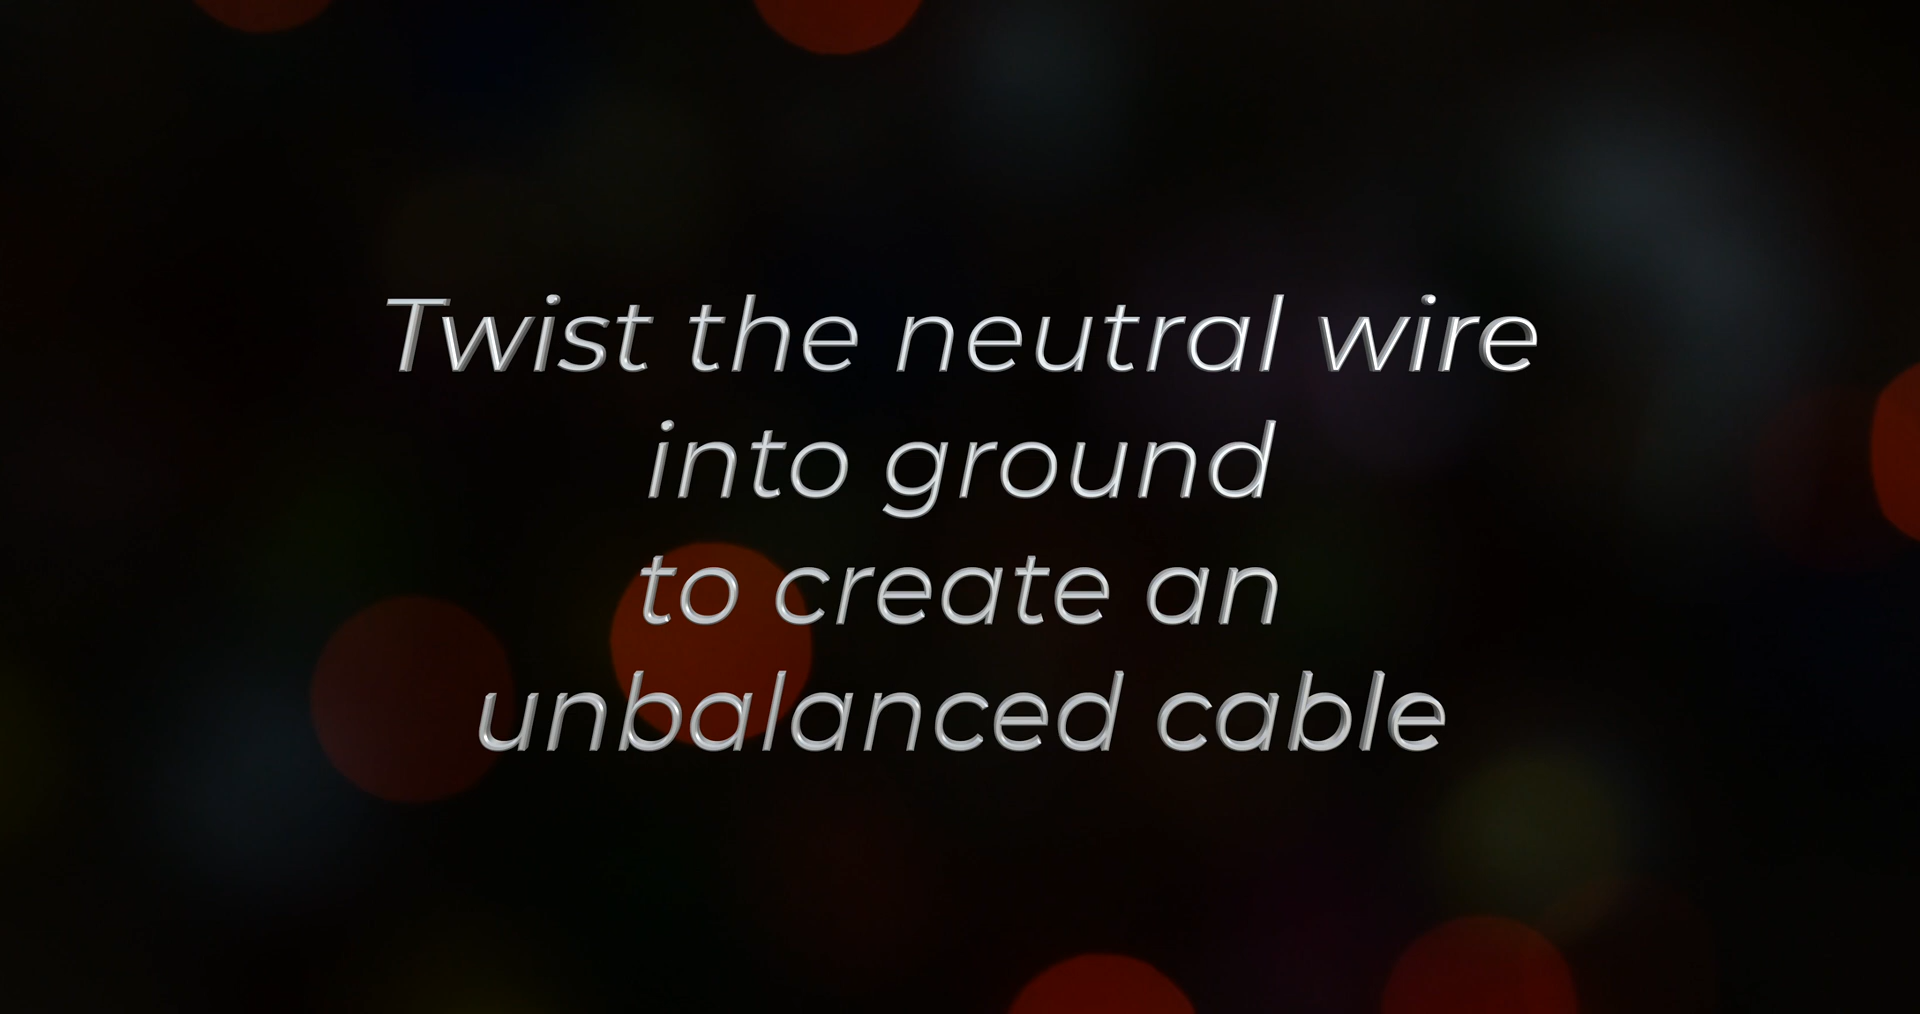 Twist the neutral wire
into ground
to create an
unbalanced cable